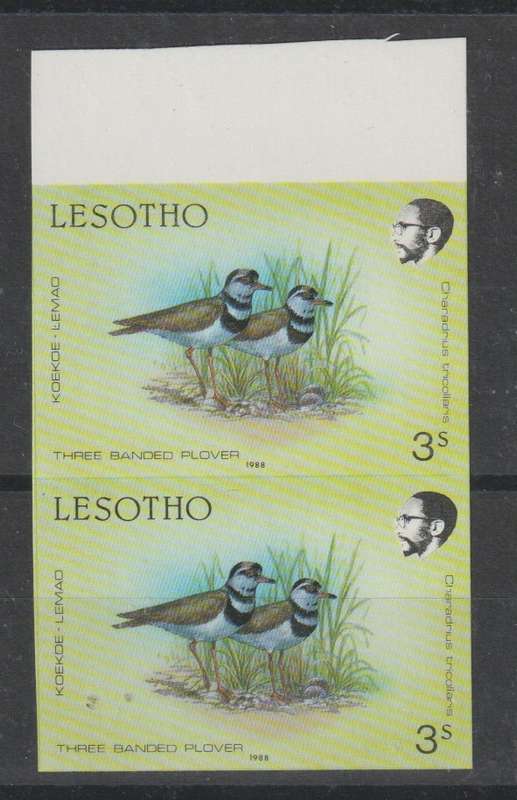 LESOTHO
KOEKOE - LEMAO
Charadrius tricollaris
THREE BANDED PLOVER
1988
3s
LESOTHO
KOEKOE - LEMAO
Charadrius tricollaris
THREE BANDED PLOVER
1988
3s